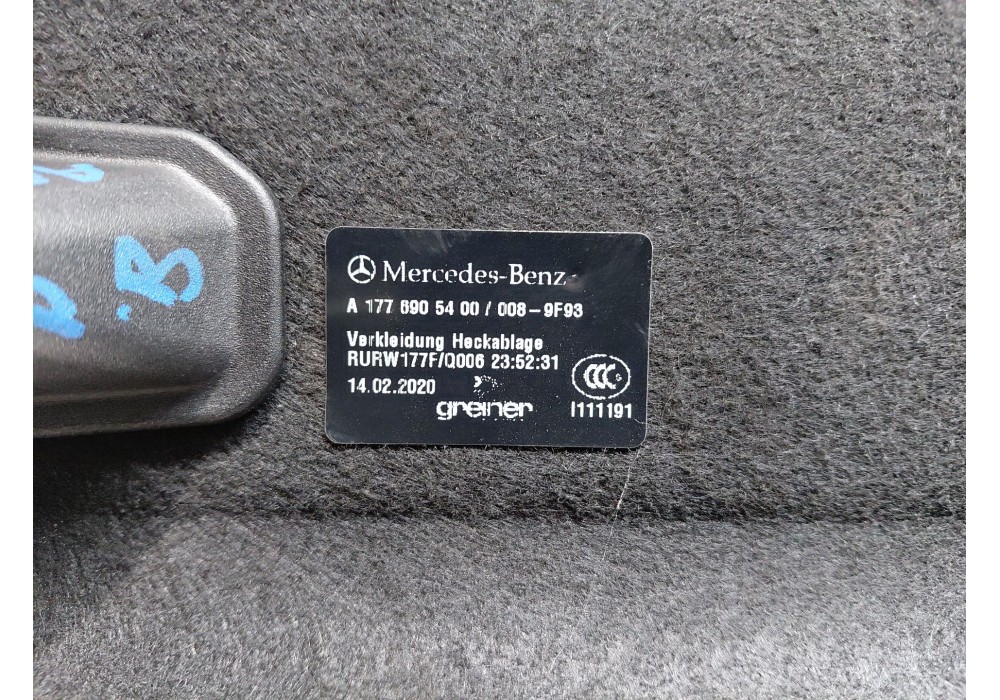 Mercedes-Benz
A 177 690 54 00 / 008-9F93
Verkleidung Heckablage
RURW177F/Q006 23:52:31
14.02.2020
CCC S
greiner
I111191
B.